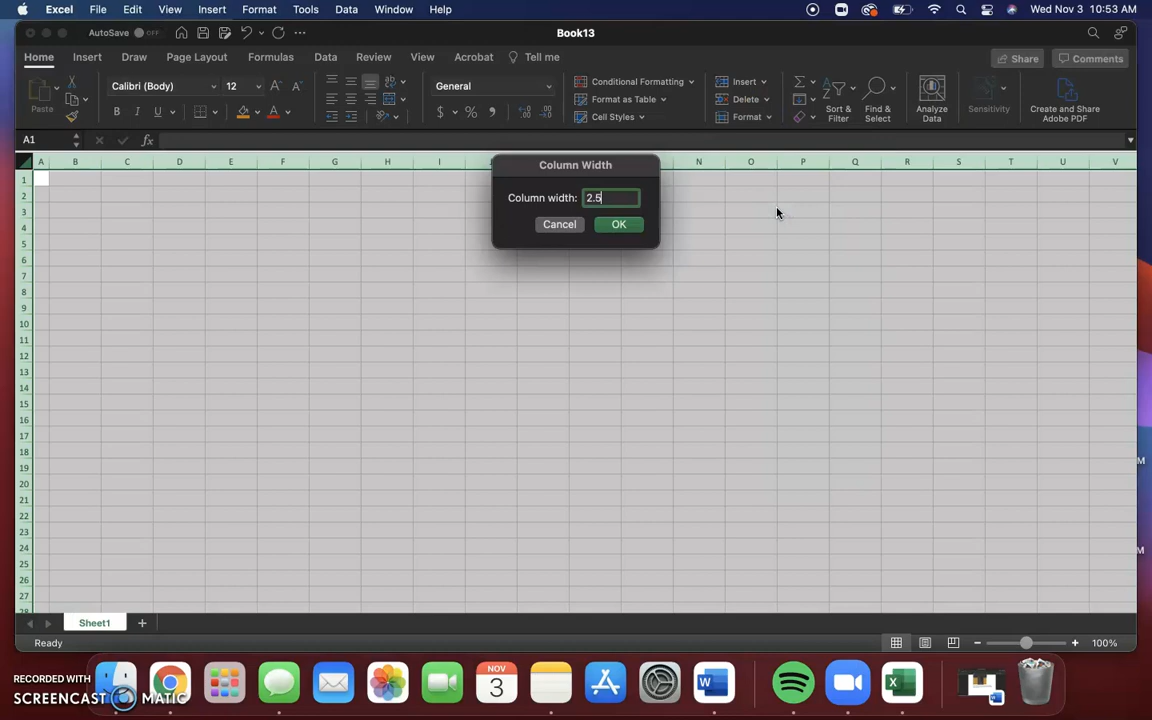 Excel File Edit View Insert Format Tools Data Window Help Wed Nov 3 10:53 AM
AutoSave OFF Book13
Home Insert Draw Page Layout Formulas Data Review View Acrobat Tell me Share Comments
Paste Calibri (Body) 12 A A ab General Conditional Formatting Insert Sort & Filter Find & Select Analyze Data Sensitivity Create and Share Adobe PDF
Format as Table Delete
B I U A $ % , Cell Styles Format
A1 fx
A B C D E F G H I N O P Q R S T U V
Column Width
Column width: 2.5
Cancel OK
1
2
3
4
5
6
7
8
9
10
11
12
13
14
15
16
17
18
19
20
21
22
23
24
25
26
27
28
M
M
Sheet1 +
Ready 100%
NOV
3
W
X
RECORDED WITH
SCREENCAST MATIC